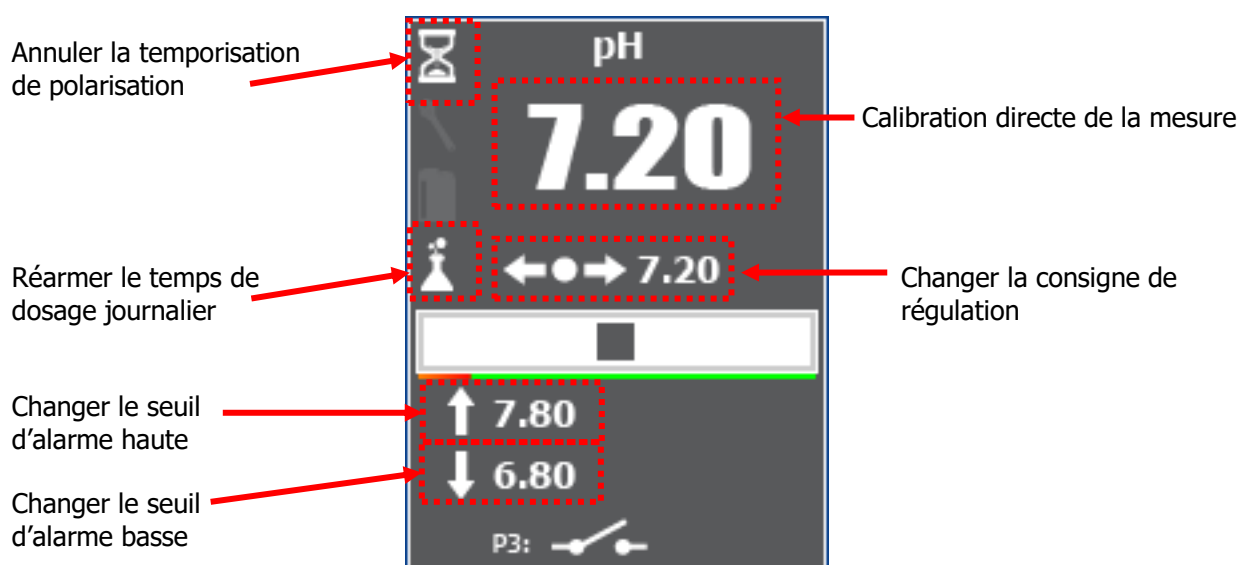 Annuler la temporisation
de polarisation
pH
7.20
Calibration directe de la mesure
Réarmer le temps de
dosage journalier
7.20
Changer la consigne de
régulation
Changer le seuil
d'alarme haute
7.80
Changer le seuil
d'alarme basse
6.80
P3: